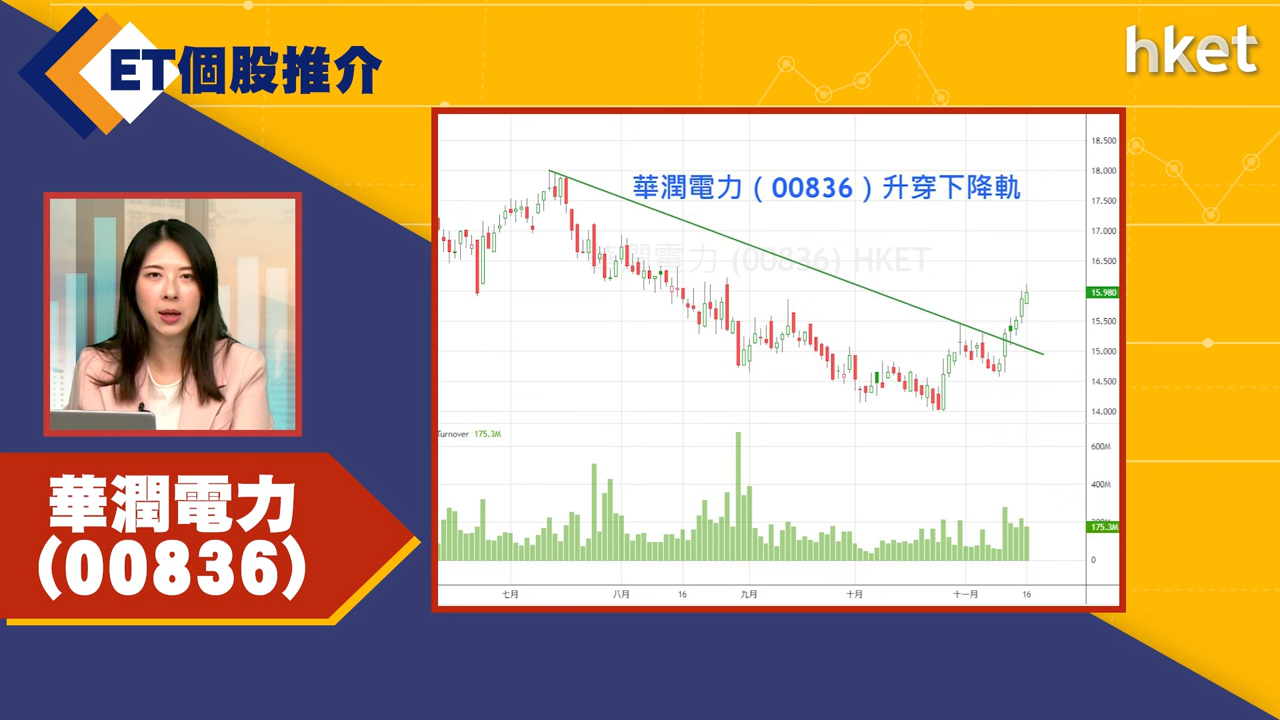 ET個股推介
hket
華潤電力
(00836)
華潤電力（00836）升穿下降軌
華潤電力 (00836) HKET
18.500
18.000
17.500
17.000
16.500
15.980
15.500
15.000
14.500
14.000
Turnover 175.3M
600M
400M
200M
175.3M
0
七月 八月 16 九月 十月 十一月 16